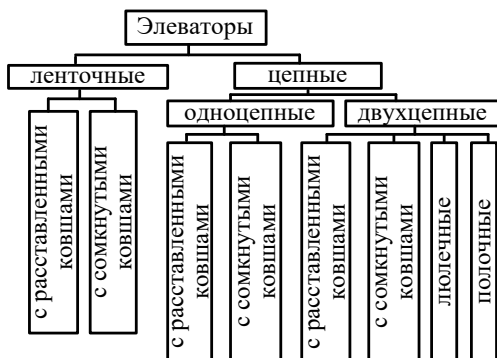 Элеваторы
ленточные
цепные
одноцепные
двухцепные
с расставленными
ковшами
с сомкнутыми
ковшами
с расставленными
ковшами
с сомкнутыми
ковшами
с расставленными
ковшами
с сомкнутыми
ковшами
люлечные
полочные